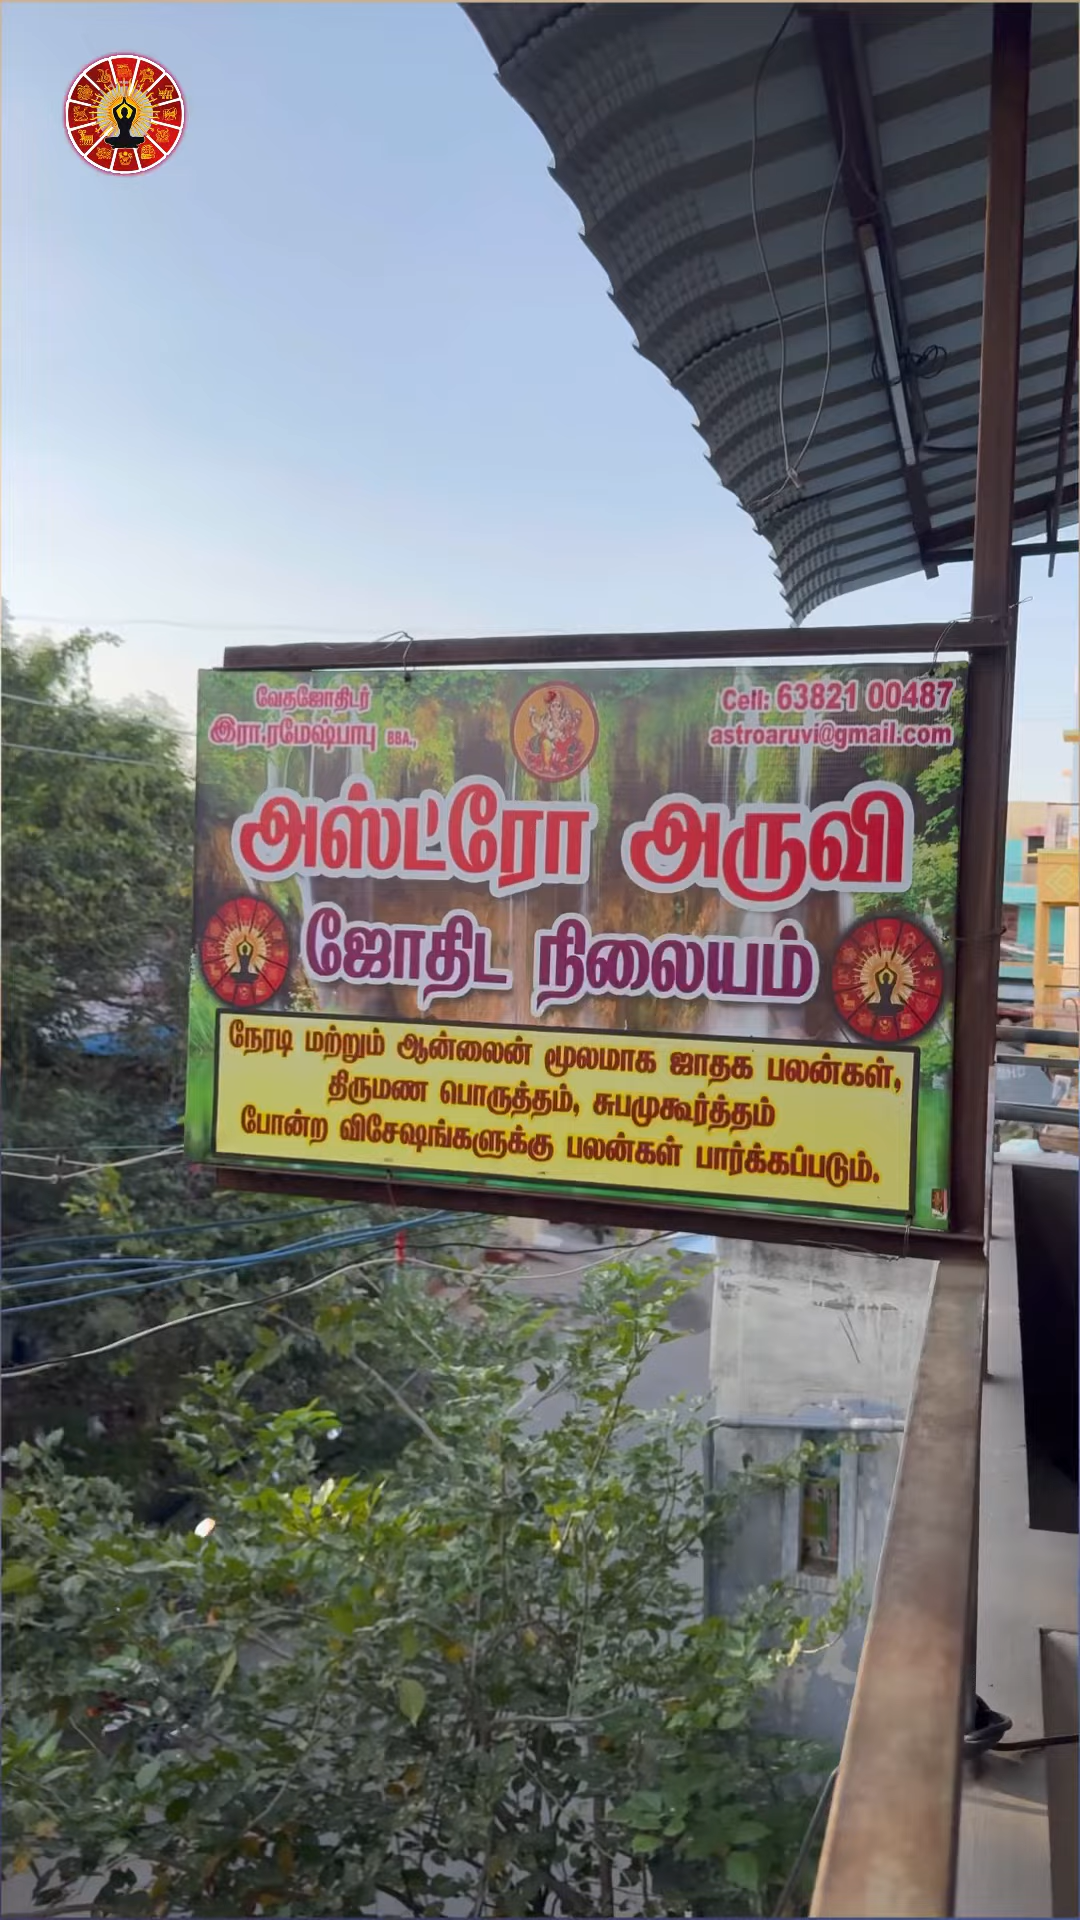 வேதஜோதிடர்
இரா.ரமேஷ்பாபு BBA.,
Cell: 63821 00487
astroaruvi@gmail.com
அஸ்ட்ரோ அருவி
ஜோதிட நிலையம்
நேரடி மற்றும் ஆன்லைன் மூலமாக ஜாதக பலன்கள்,
திருமண பொருத்தம், சுபமுகூர்த்தம்
போன்ற விசேஷங்களுக்கு பலன்கள் பார்க்கப்படும்.